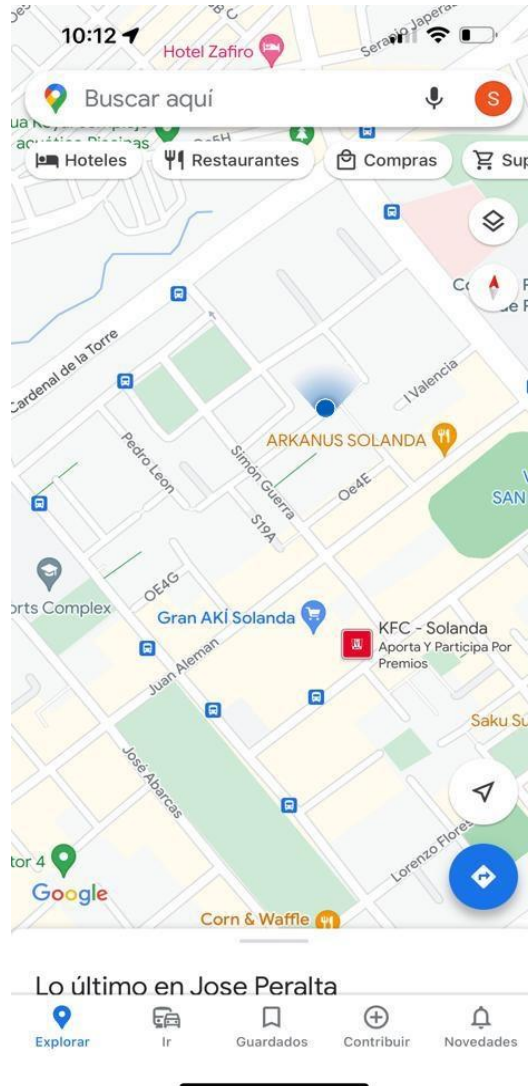 10:12
Hotel Zafiro
Buscar aquí
S
Hoteles
Restaurantes
Compras
Sup
Cardenal de la Torre
I Valencia
ARKANUS SOLANDA
Pedro Leon
Simón Guerra
Oe4E
SAN
S19A
OE4G
orts Complex
Gran AKÍ Solanda
KFC - Solanda
Aporta Y Participa Por
Premios
Juan Aleman
Saku Su
José Abarcas
Lorenzo Flores
tor 4
Google
Corn & Waffle
Lo último en Jose Peralta
Explorar
Ir
Guardados
Contribuir
Novedades